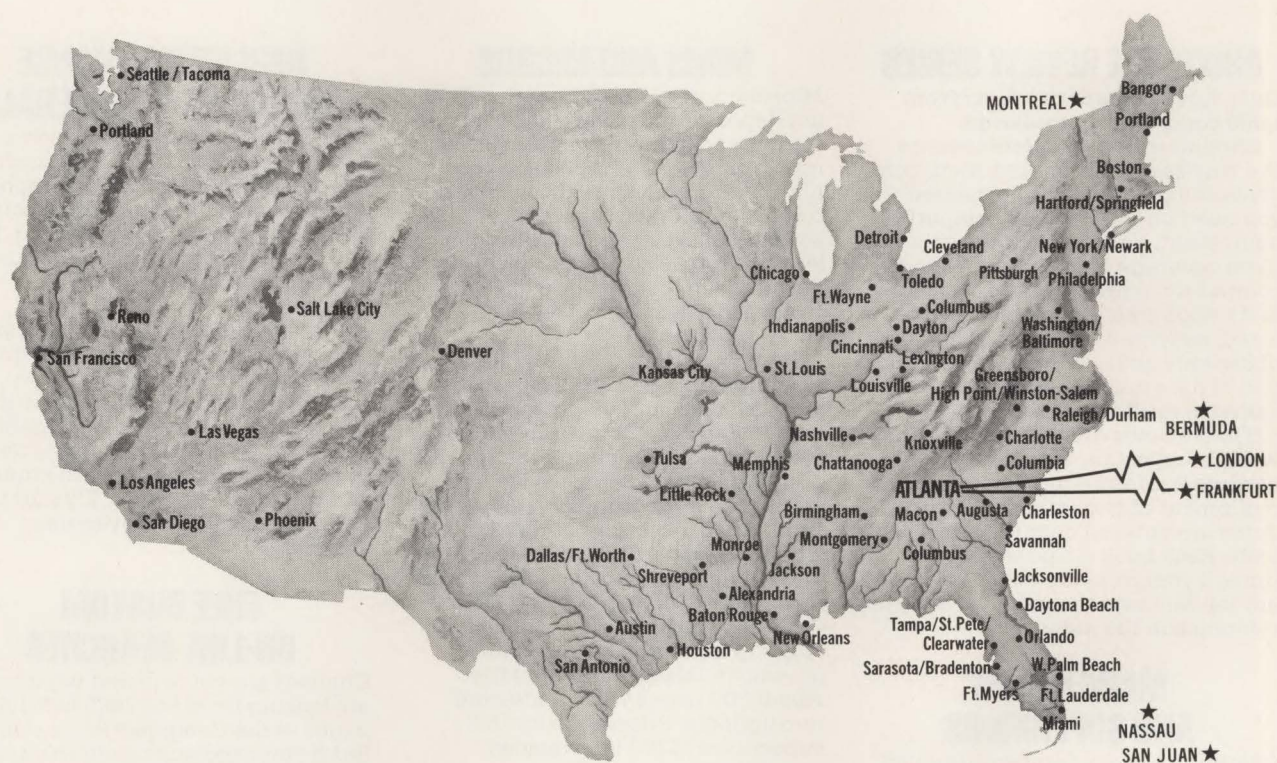 Seattle / Tacoma
Portland
Reno
Salt Lake City
San Francisco
Denver
Las Vegas
Los Angeles
San Diego
Phoenix
Kansas City
Tulsa
Little Rock
Dallas/Ft.Worth
Shreveport
Monroe
Alexandria
Baton Rouge
Austin
San Antonio
Houston
New Orleans
Jackson
Memphis
St.Louis
Chicago
Detroit
Toledo
Cleveland
Ft.Wayne
Columbus
Indianapolis
Dayton
Cincinnati
Lexington
Louisville
Nashville
Knoxville
Chattanooga
Birmingham
Montgomery
Columbus
Macon
ATLANTA
Augusta
Charleston
Savannah
Columbia
Charlotte
Greensboro/
High Point/Winston-Salem
Raleigh/Durham
Washington/
Baltimore
Pittsburgh
Philadelphia
New York/Newark
Hartford/Springfield
Boston
Portland
Bangor
MONTREAL
BERMUDA
LONDON
FRANKFURT
Jacksonville
Daytona Beach
Orlando
Tampa/St.Pete/
Clearwater
Sarasota/Bradenton
W.Palm Beach
Ft.Myers
Ft.Lauderdale
Miami
NASSAU
SAN JUAN